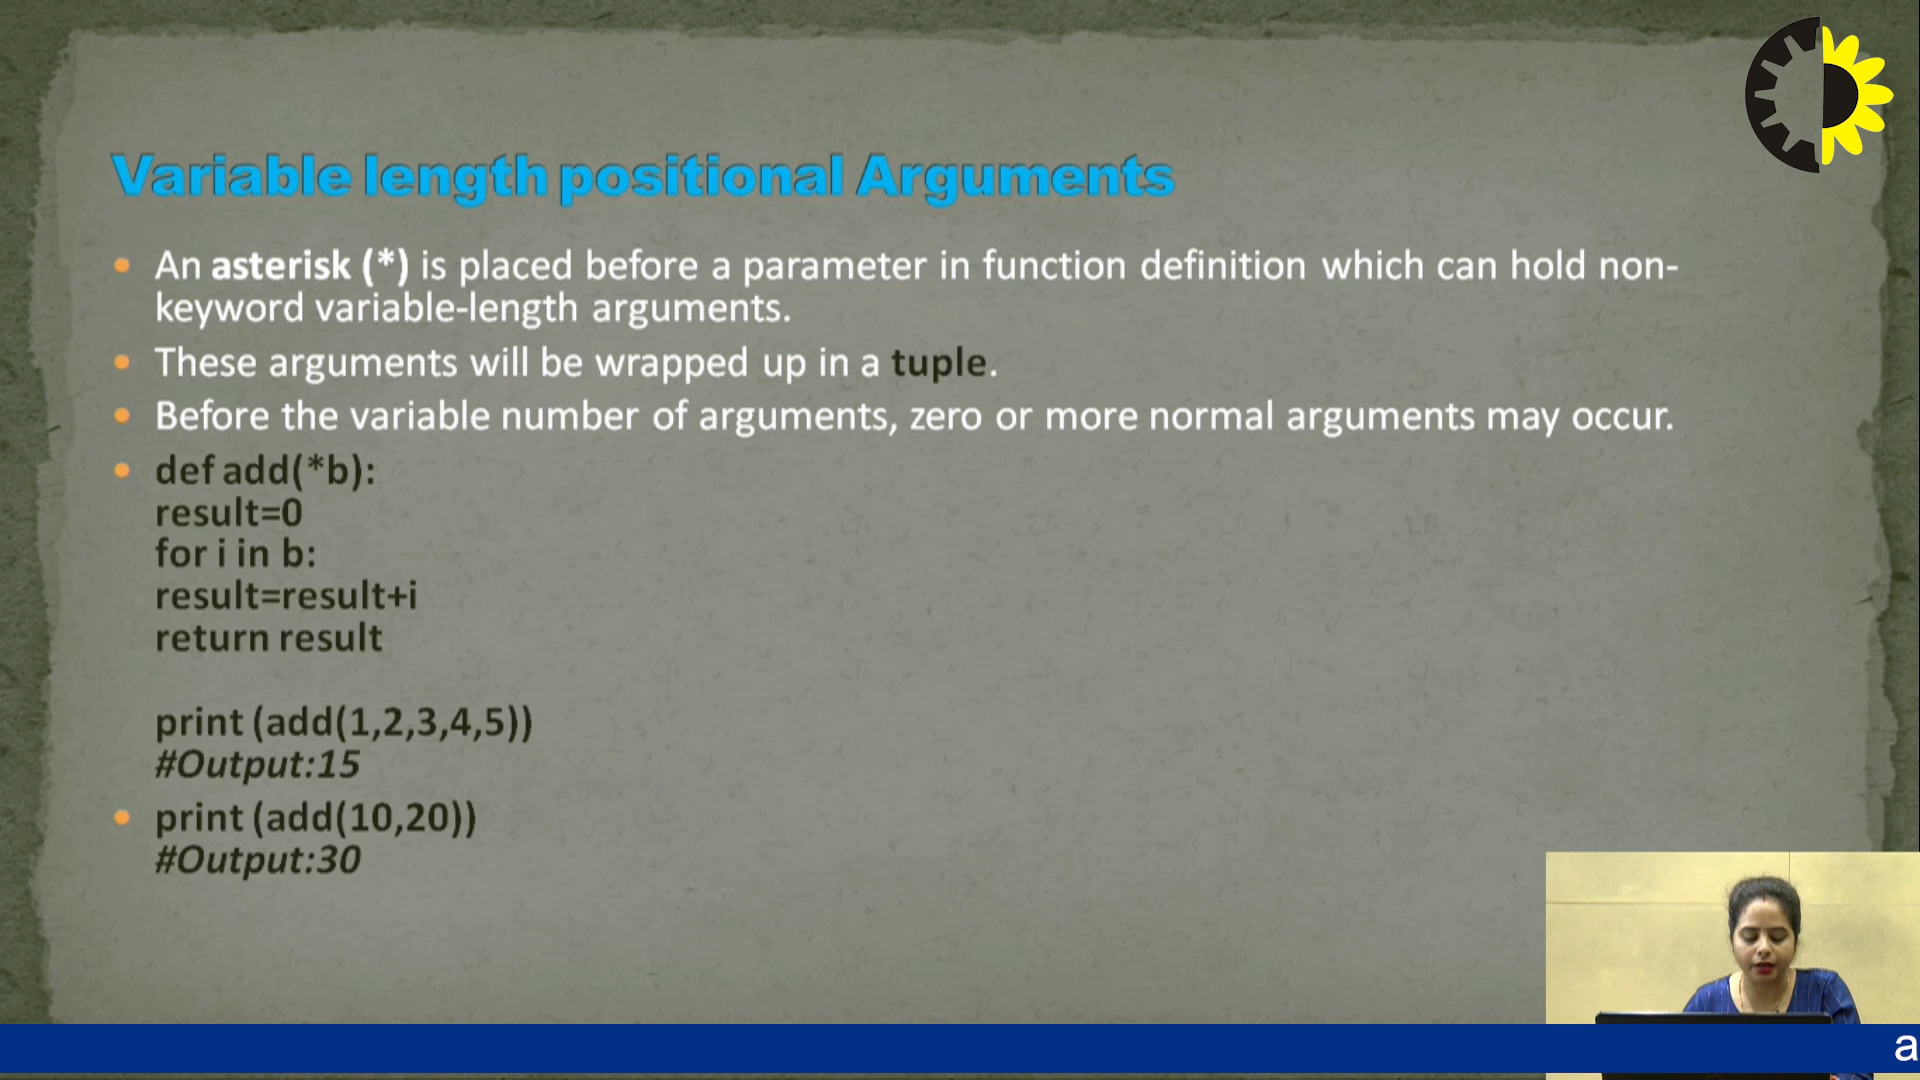 Variable length positional Arguments
• An asterisk (*) is placed before a parameter in function definition which can hold non-
keyword variable-length arguments.
• These arguments will be wrapped up in a tuple.
• Before the variable number of arguments, zero or more normal arguments may occur.
• def add(*b):
result=0
for i in b:
result=result+i
return result
print (add(1,2,3,4,5))
#Output:15
• print (add(10,20))
#Output:30
a